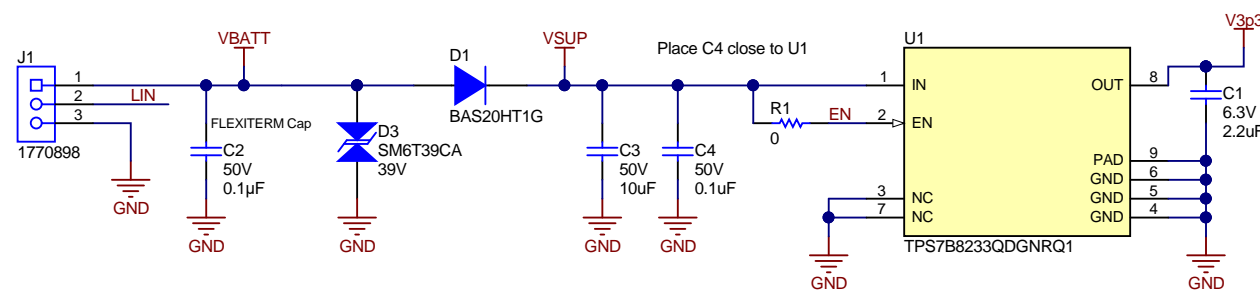 J1
1
2
3
LIN
1770898
GND
VBATT
FLEXITERM Cap
C2
50V
0.1µF
GND
D3
SM6T39CA
39V
GND
D1
BAS20HT1G
VSUP
C3
50V
10uF
GND
Place C4 close to U1
C4
50V
0.1uF
GND
R1
0
EN
U1
1
IN
2
EN
3
NC
7
NC
GND
OUT
8
PAD
9
GND
6
GND
5
GND
4
TPS7B8233QDGNRQ1
V3p3
C1
6.3V
2.2uF
GND